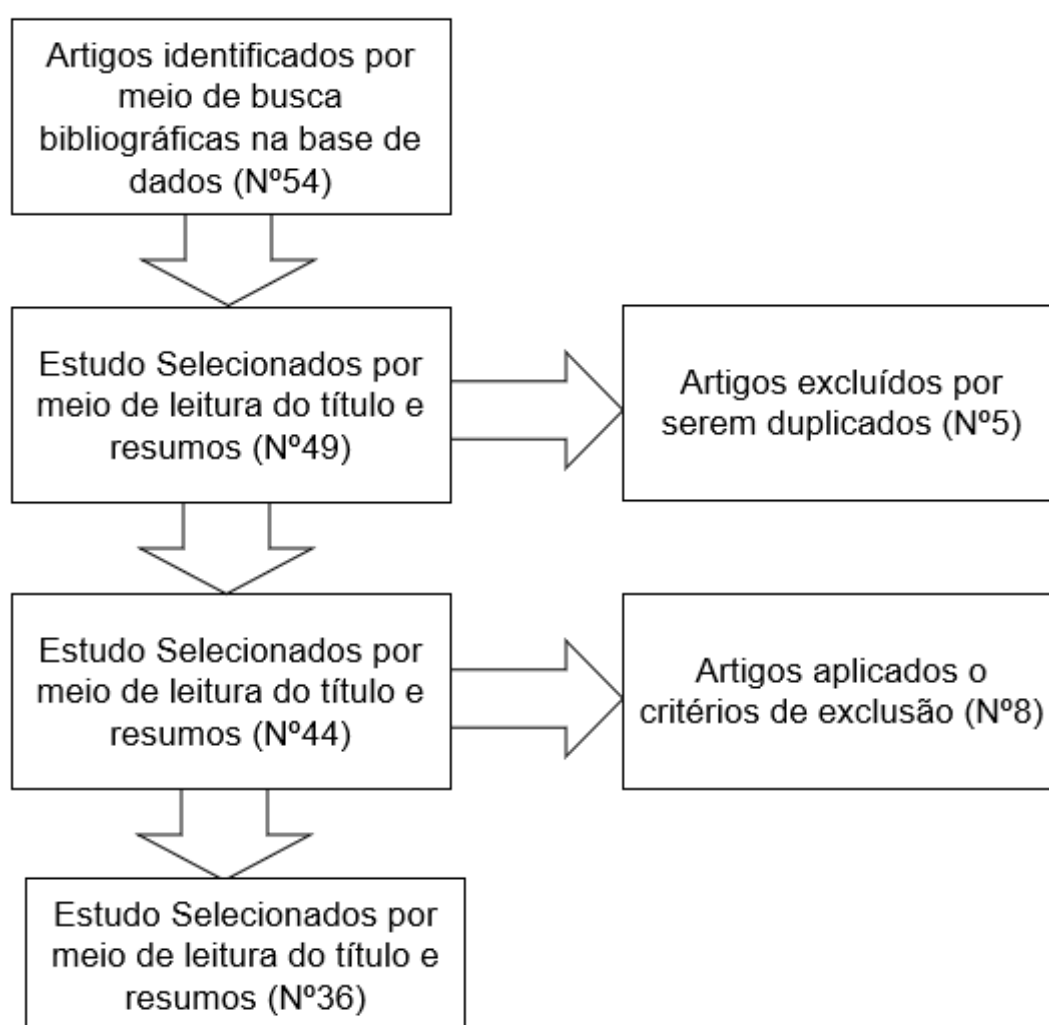 Artigos identificados por
meio de busca
bibliográficas na base de
dados (Nº54)
Estudo Selecionados por
meio de leitura do título e
resumos (Nº49)
Artigos excluídos por
serem duplicados (Nº5)
Estudo Selecionados por
meio de leitura do título e
resumos (Nº44)
Artigos aplicados o
critérios de exclusão (Nº8)
Estudo Selecionados por
meio de leitura do título e
resumos (Nº36)